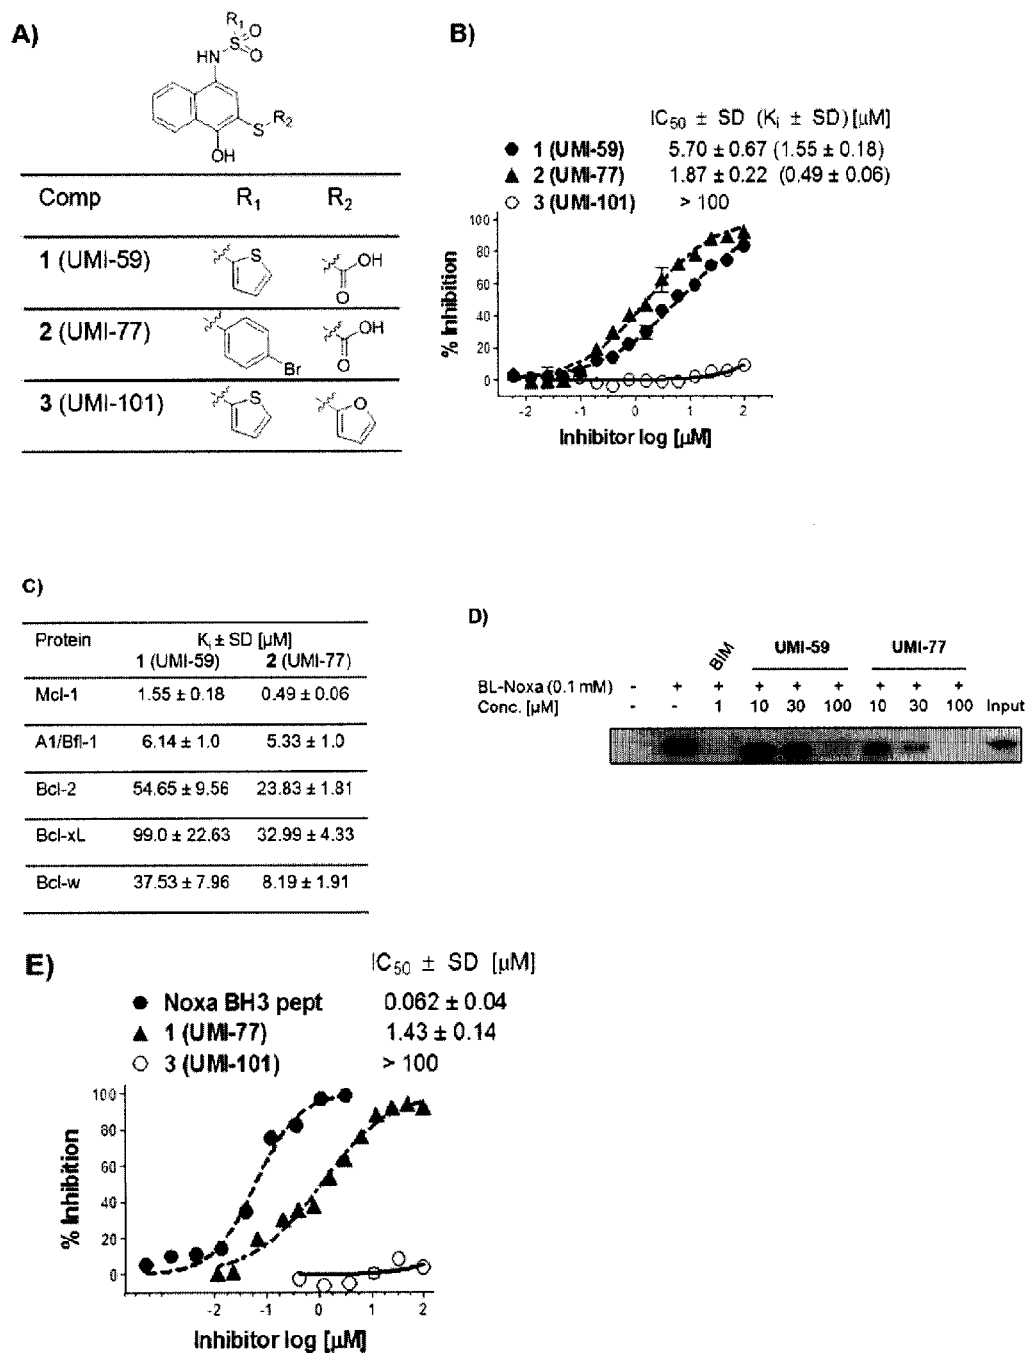 A)
R1
HN S O
O
S R2
OH
Comp R1 R2
1 (UMI-59) S OH
O
2 (UMI-77) OH
Br O
3 (UMI-101) S O
B)
IC50 ± SD (Ki ± SD) [µM]
1 (UMI-59) 5.70 ± 0.67 (1.55 ± 0.18)
2 (UMI-77) 1.87 ± 0.22 (0.49 ± 0.06)
3 (UMI-101) > 100
100
80
60
40
20
0
% Inhibition
-2 -1 0 1 2
Inhibitor log [µM]
C)
Protein Ki ± SD [µM]
1 (UMI-59) 2 (UMI-77)
Mcl-1 1.55 ± 0.18 0.49 ± 0.06
A1/Bfl-1 6.14 ± 1.0 5.33 ± 1.0
Bcl-2 54.65 ± 9.56 23.83 ± 1.81
Bcl-xL 99.0 ± 22.63 32.99 ± 4.33
Bcl-w 37.53 ± 7.96 8.19 ± 1.91
D)
BIM UMI-59 UMI-77
BL-Noxa (0.1 mM) - + + + + + + + +
Conc. [µM] - - 1 10 30 100 10 30 100 Input
E)
IC50 ± SD [µM]
Noxa BH3 pept 0.062 ± 0.04
1 (UMI-77) 1.43 ± 0.14
3 (UMI-101) > 100
100
80
60
40
20
0
% Inhibition
-2 -1 0 1 2
Inhibitor log [µM]